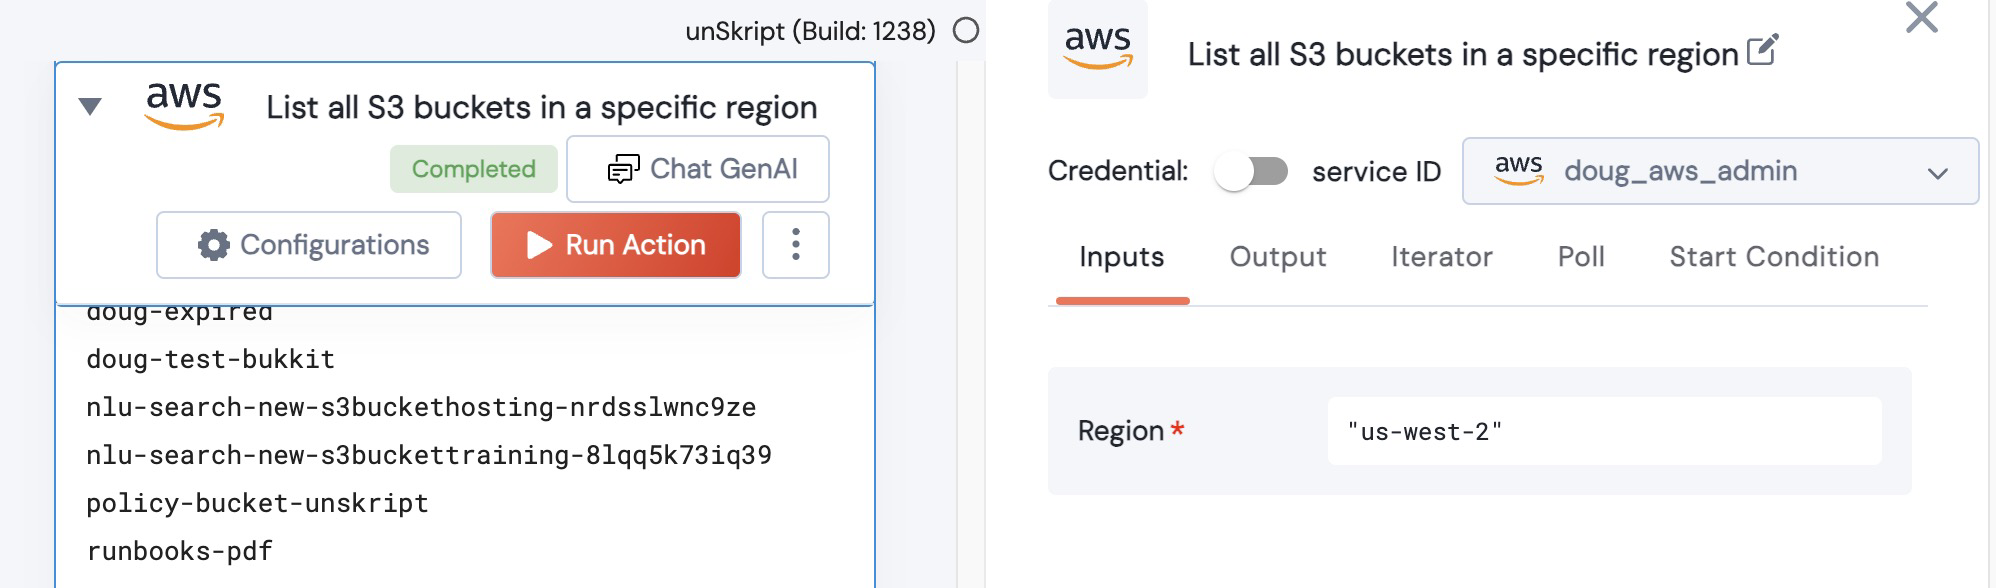 unSkript (Build: 1238)
aws
List all S3 buckets in a specific region
Completed
Chat GenAI
Configurations
Run Action
doug-expired
doug-test-bukkit
nlu-search-new-s3buckethosting-nrdsslwnc9ze
nlu-search-new-s3buckettraining-8lqq5k73iq39
policy-bucket-unskript
runbooks-pdf
aws
List all S3 buckets in a specific region
Credential: service ID aws doug_aws_admin
Inputs Output Iterator Poll Start Condition
Region * "us-west-2"